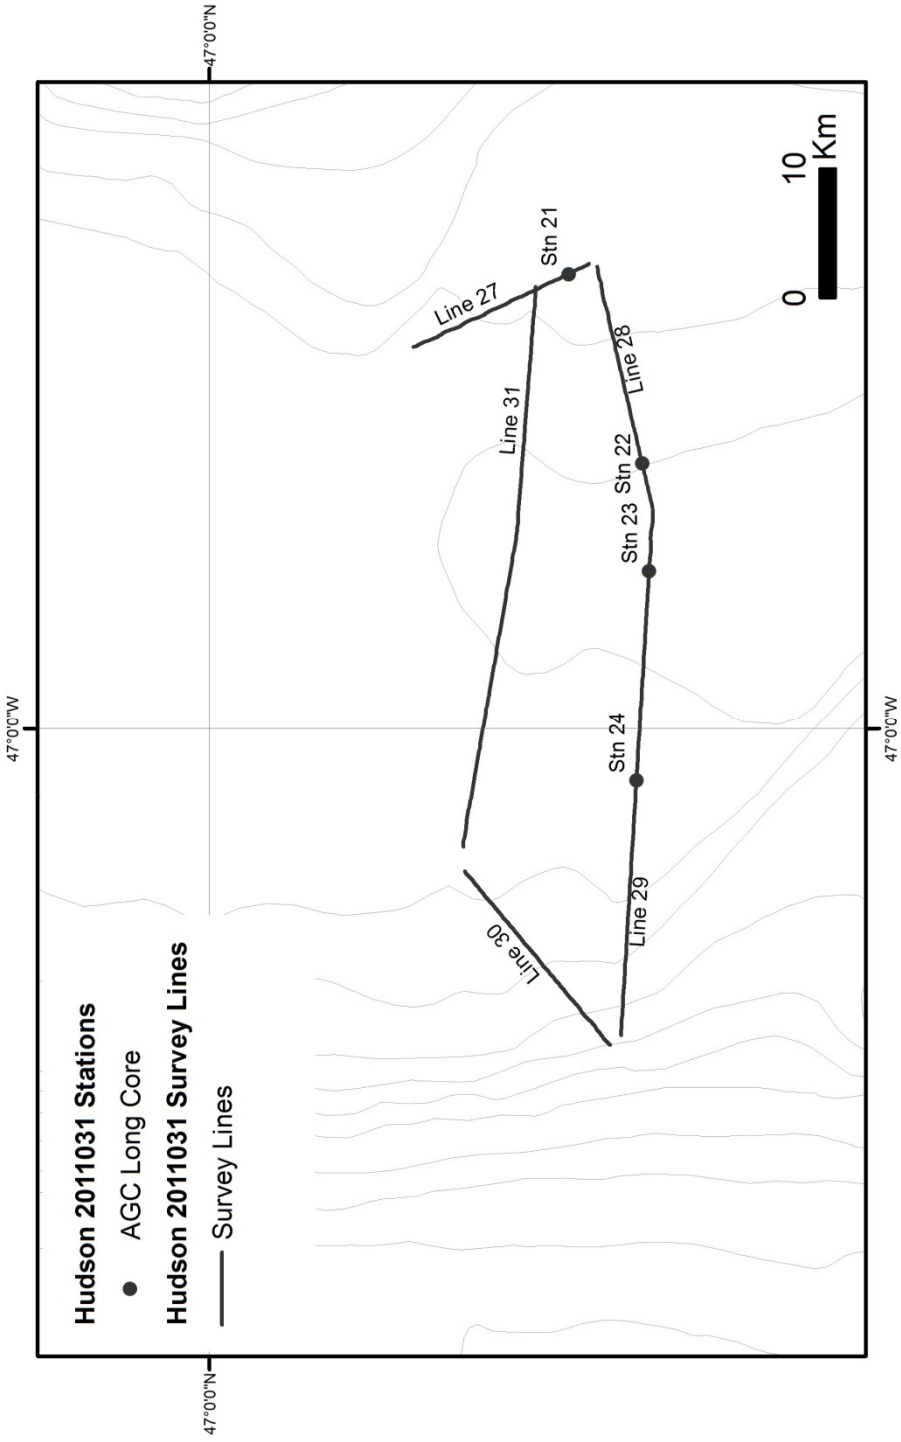 47°0'0"W
47°0'0"N
47°0'0"N
Hudson 2011031 Stations
AGC Long Core
Hudson 2011031 Survey Lines
Survey Lines
Line 30
Line 31
Line 27
Stn 21
Line 29
Stn 24
Stn 23
Stn 22
Line 28
0
10
Km
47°0'0"W